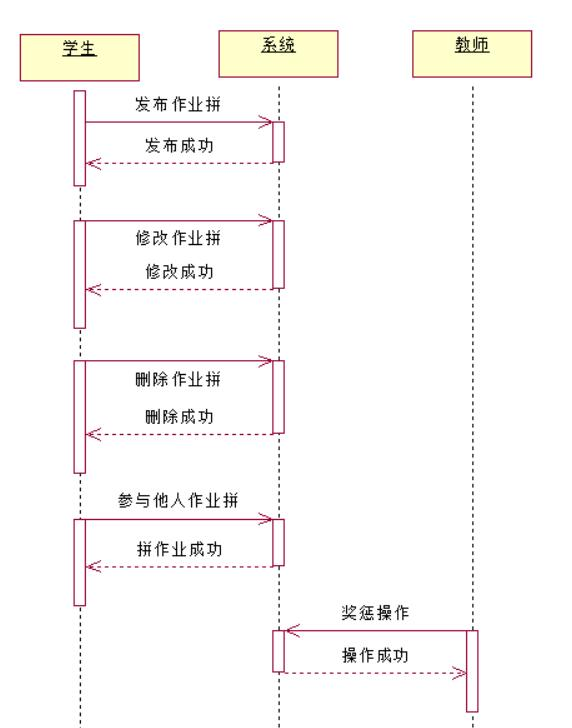 学生
系统
教师
发布作业拼
发布成功
修改作业拼
修改成功
删除作业拼
删除成功
参与他人作业拼
拼作业成功
奖惩操作
操作成功